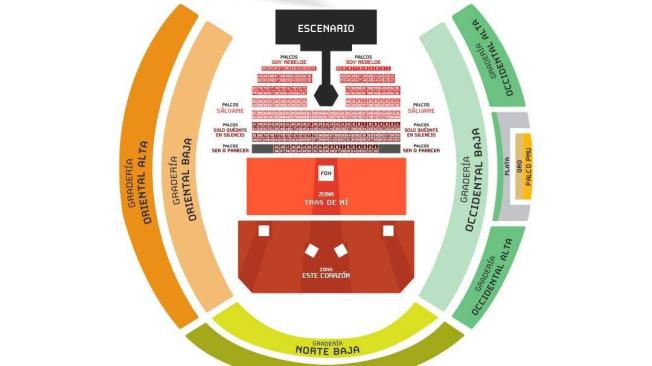 ESCENARIO
PALCOS
SOY REBELDE
PALCOS
SOY REBELDE
PALCOS
SÁLVAME
PALCOS
SÁLVAME
PALCOS
SOLO QUÉDATE
EN SILENCIO
PALCOS
SOLO QUÉDATE
EN SILENCIO
PALCOS
SER O PARECER
PALCOS
SER O PARECER
FOH
ZONA
TRAS DE MÍ
ZONA
ESTE CORAZÓN
GRADERÍA
ORIENTAL ALTA
GRADERÍA
ORIENTAL BAJA
GRADERÍA
OCCIDENTAL BAJA
GRADERÍA
OCCIDENTAL ALTA
PLATA
ORO
PALCO PMU
GRADERÍA
OCCIDENTAL ALTA
GRADERÍA
NORTE BAJA